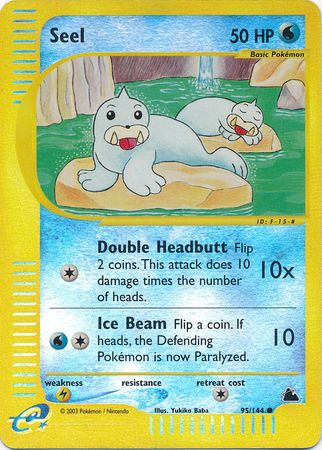 Seel 50 HP
Basic Pokémon
ID: F-15-#
Double Headbutt Flip
2 coins. This attack does 10
damage times the number
of heads.
10x
Ice Beam Flip a coin. If
heads, the Defending
Pokémon is now Paralyzed.
10
weakness resistance retreat cost
© 2003 Pokémon / Nintendo Illus. Yukiko Baba 95/144 ●
e